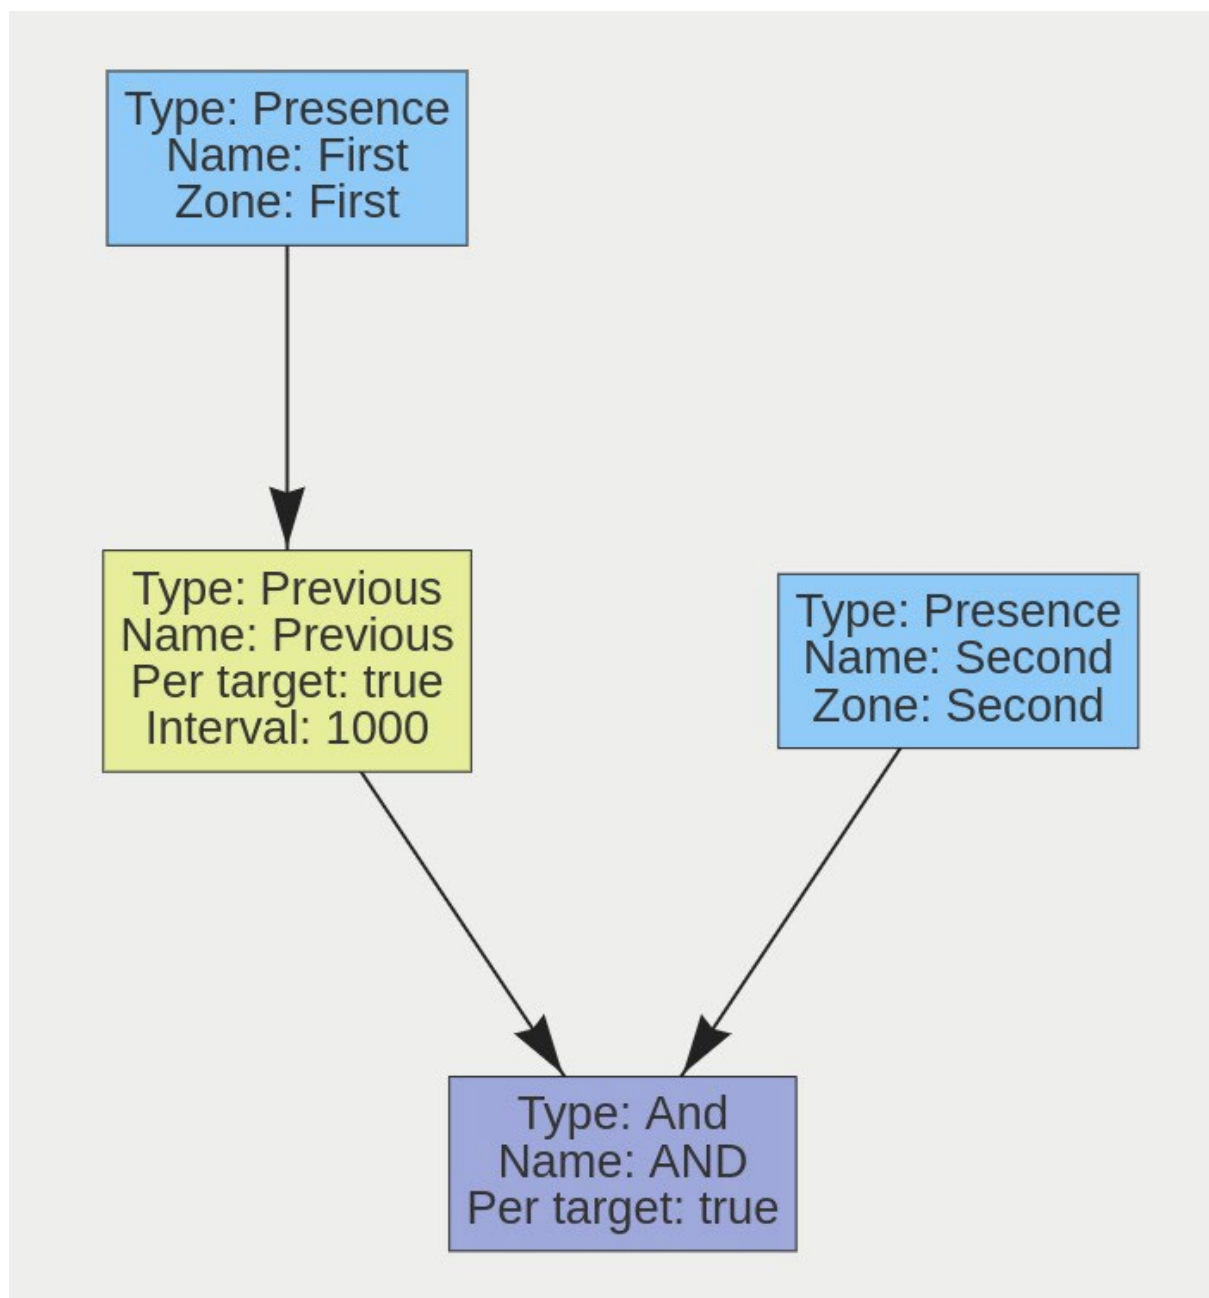 Type: Presence
Name: First
Zone: First
Type: Previous
Name: Previous
Per target: true
Interval: 1000
Type: Presence
Name: Second
Zone: Second
Type: And
Name: AND
Per target: true